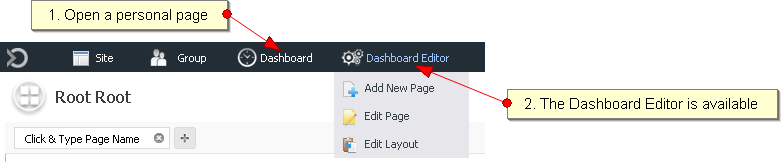 1. Open a personal page
Site Group Dashboard Dashboard Editor
Root Root
Add New Page
2. The Dashboard Editor is available
Edit Page
Click & Type Page Name
Edit Layout